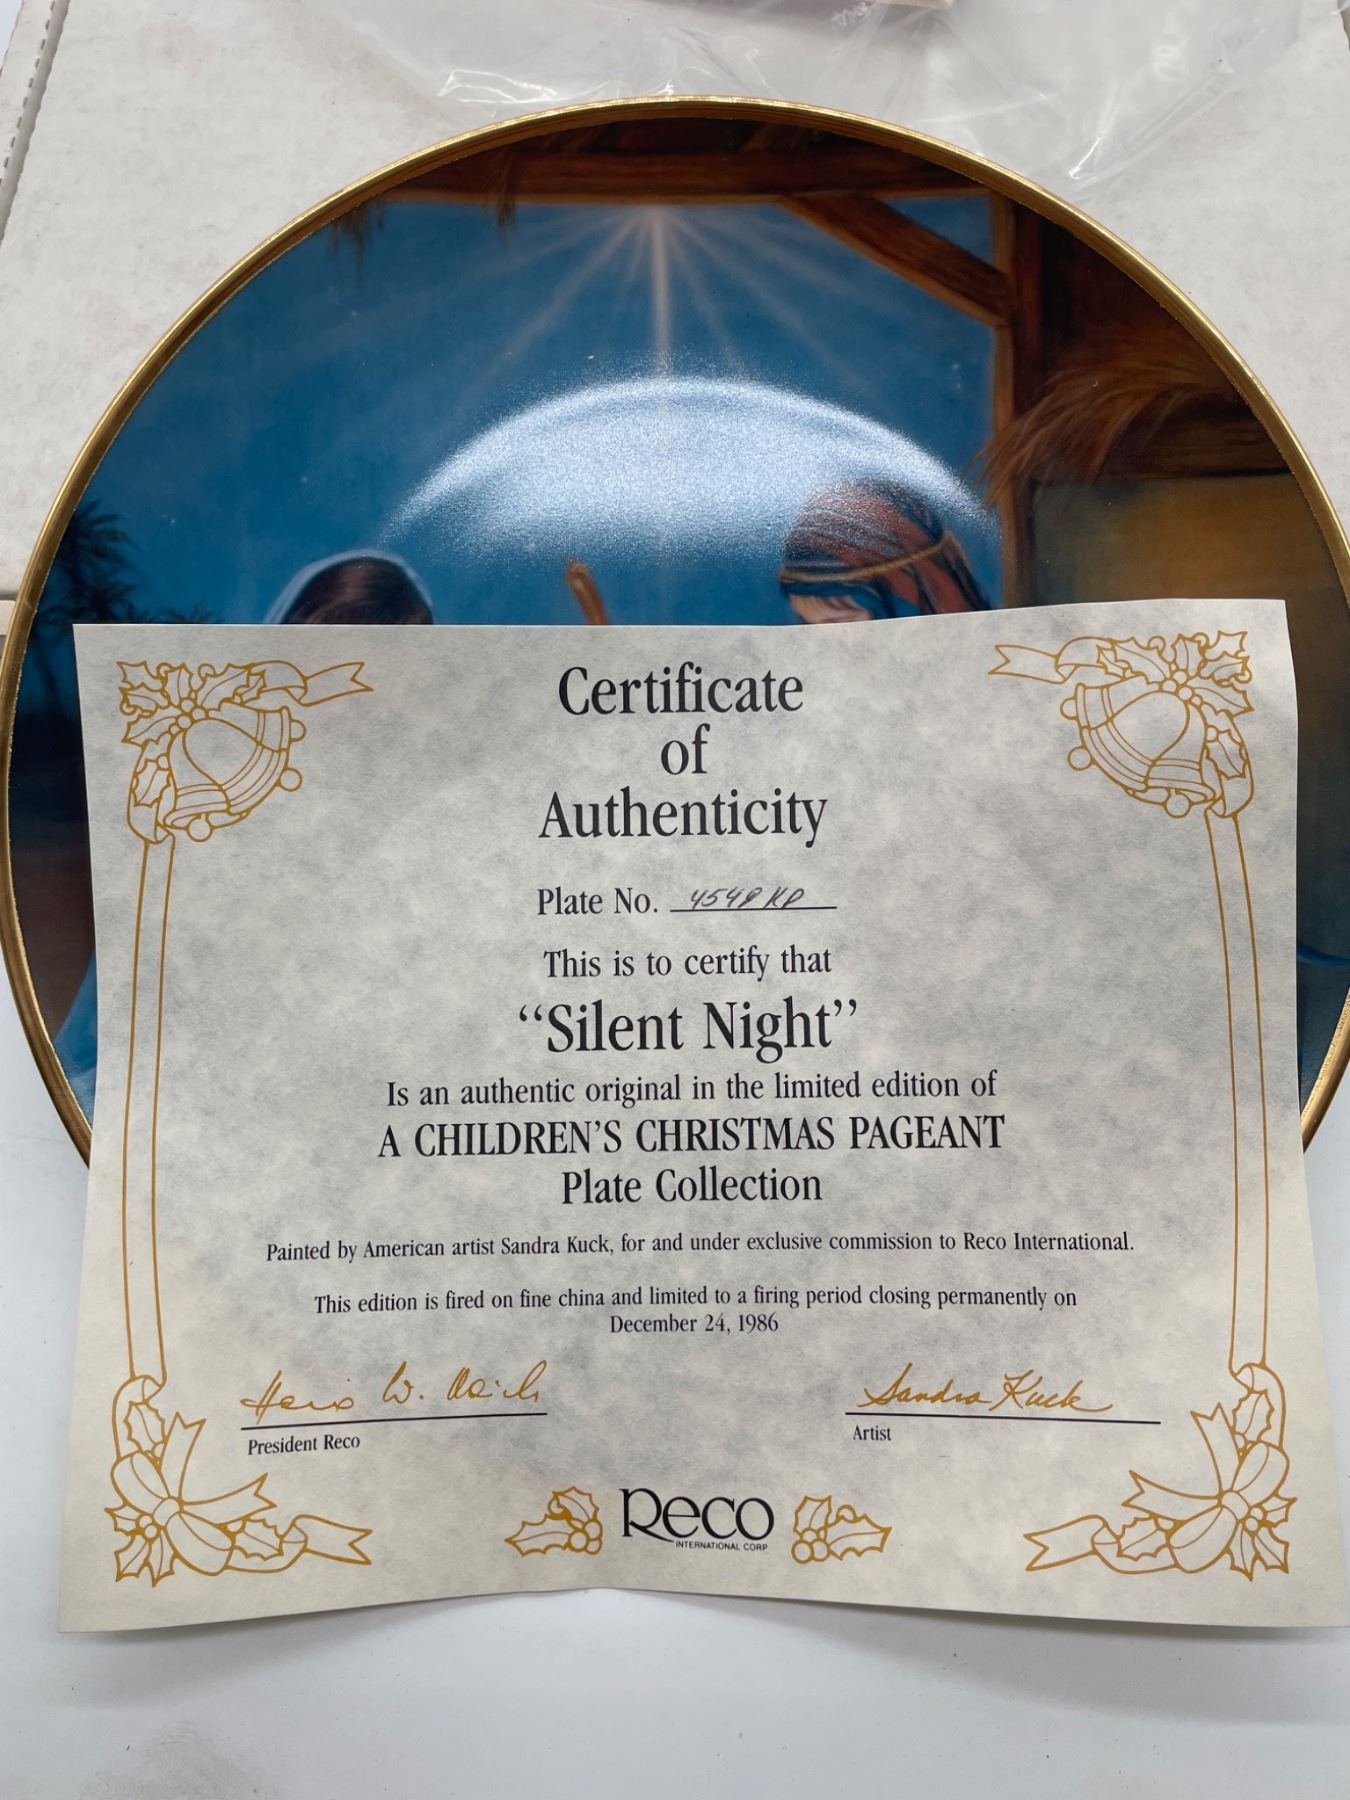 Certificate
of
Authenticity
Plate No. 4549 KP
This is to certify that
“Silent Night”
Is an authentic original in the limited edition of
A CHILDREN’S CHRISTMAS PAGEANT
Plate Collection
Painted by American artist Sandra Kuck, for and under exclusive commission to Reco International.
This edition is fired on fine china and limited to a firing period closing permanently on
December 24, 1986
Sandra Kuck
President Reco
Artist
Reco
INTERNATIONAL CORP